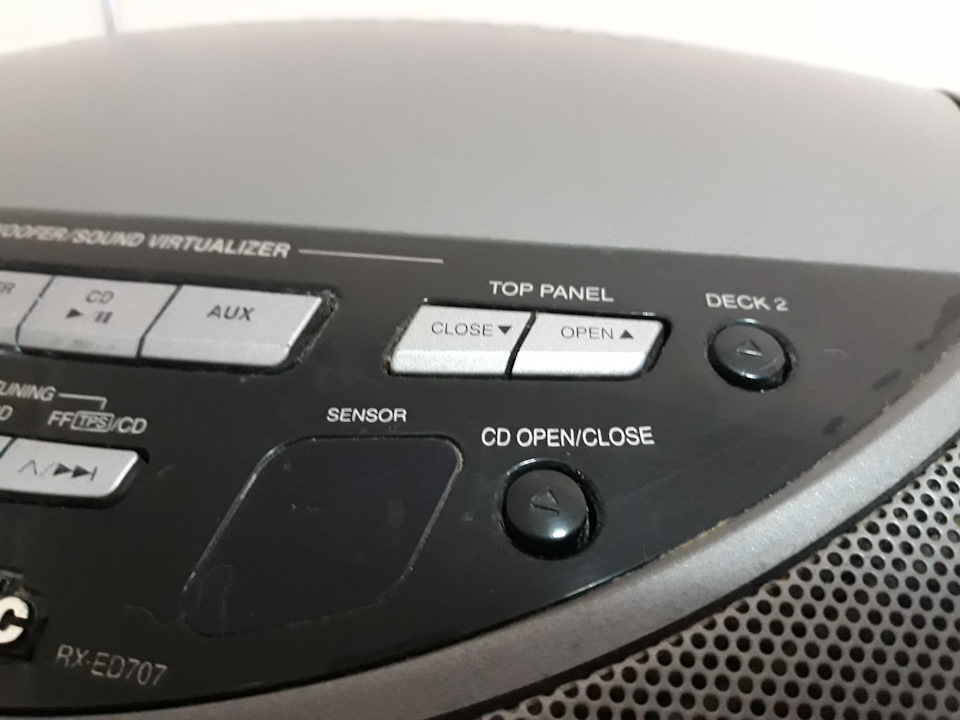 WOOFER/SOUND VIRTUALIZER
TOP PANEL
DECK 2
CD
AUX
CLOSE▼
OPEN▲
TUNING
FF TPS/CD
SENSOR
CD OPEN/CLOSE
C
RX-ED707